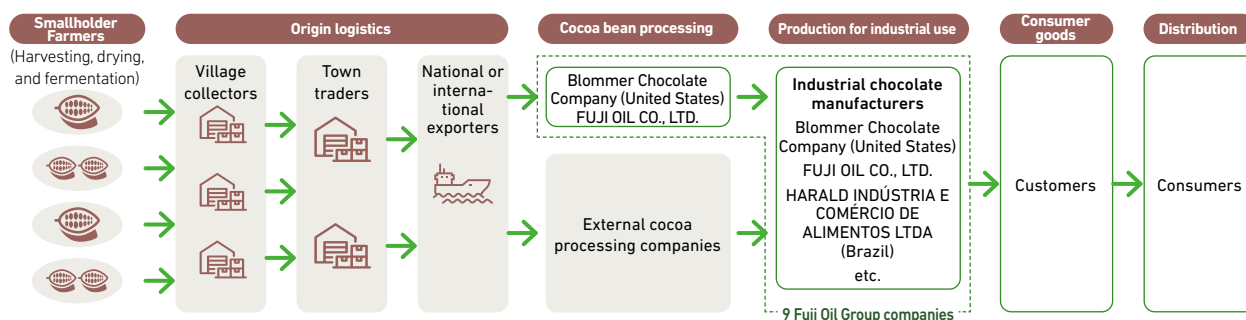 Smallholder
Farmers
(Harvesting, drying,
and fermentation)
Origin logistics
Village
collectors
Town
traders
National or
interna-
tional
exporters
Cocoa bean processing
Blommer Chocolate
Company (United States)
FUJI OIL CO., LTD.
External cocoa
processing companies
Production for industrial use
Industrial chocolate
manufacturers
Blommer Chocolate
Company (United States)
FUJI OIL CO., LTD.
HARALD INDÚSTRIA E
COMÉRCIO DE
ALIMENTOS LTDA
(Brazil)
etc.
9 Fuji Oil Group companies
Consumer
goods
Customers
Distribution
Consumers